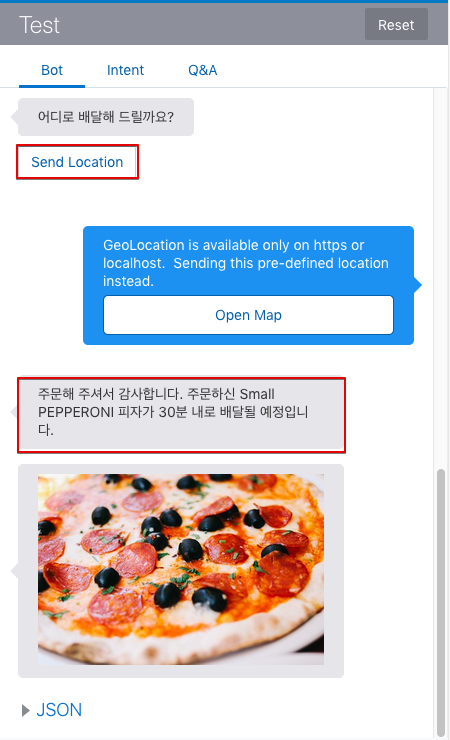 Test
Reset
Bot
Intent
Q&A
어디로 배달해 드릴까요?
Send Location
GeoLocation is available only on https or
localhost.  Sending this pre-defined location
instead.
Open Map
주문해 주셔서 감사합니다. 주문하신 Small
PEPPERONI 피자가 30분 내로 배달될 예정입니
다.
JSON